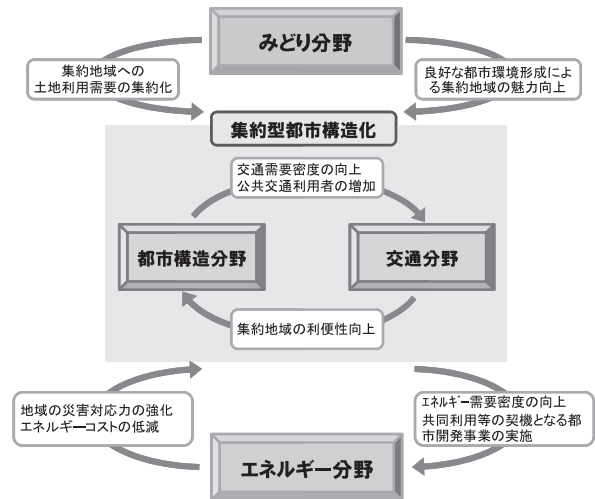 みどり分野
集約地域への
土地利用需要の集約化
良好な都市環境形成によ
る集約地域の魅力向上
集約型都市構造化
交通需要密度の向上
公共交通利用者の増加
都市構造分野
交通分野
集約地域の利便性向上
地域の災害対応力の強化
エネルギーコストの低減
エネルギー需要密度の向上
共同利用等の契機となる都
市開発事業の実施
エネルギー分野